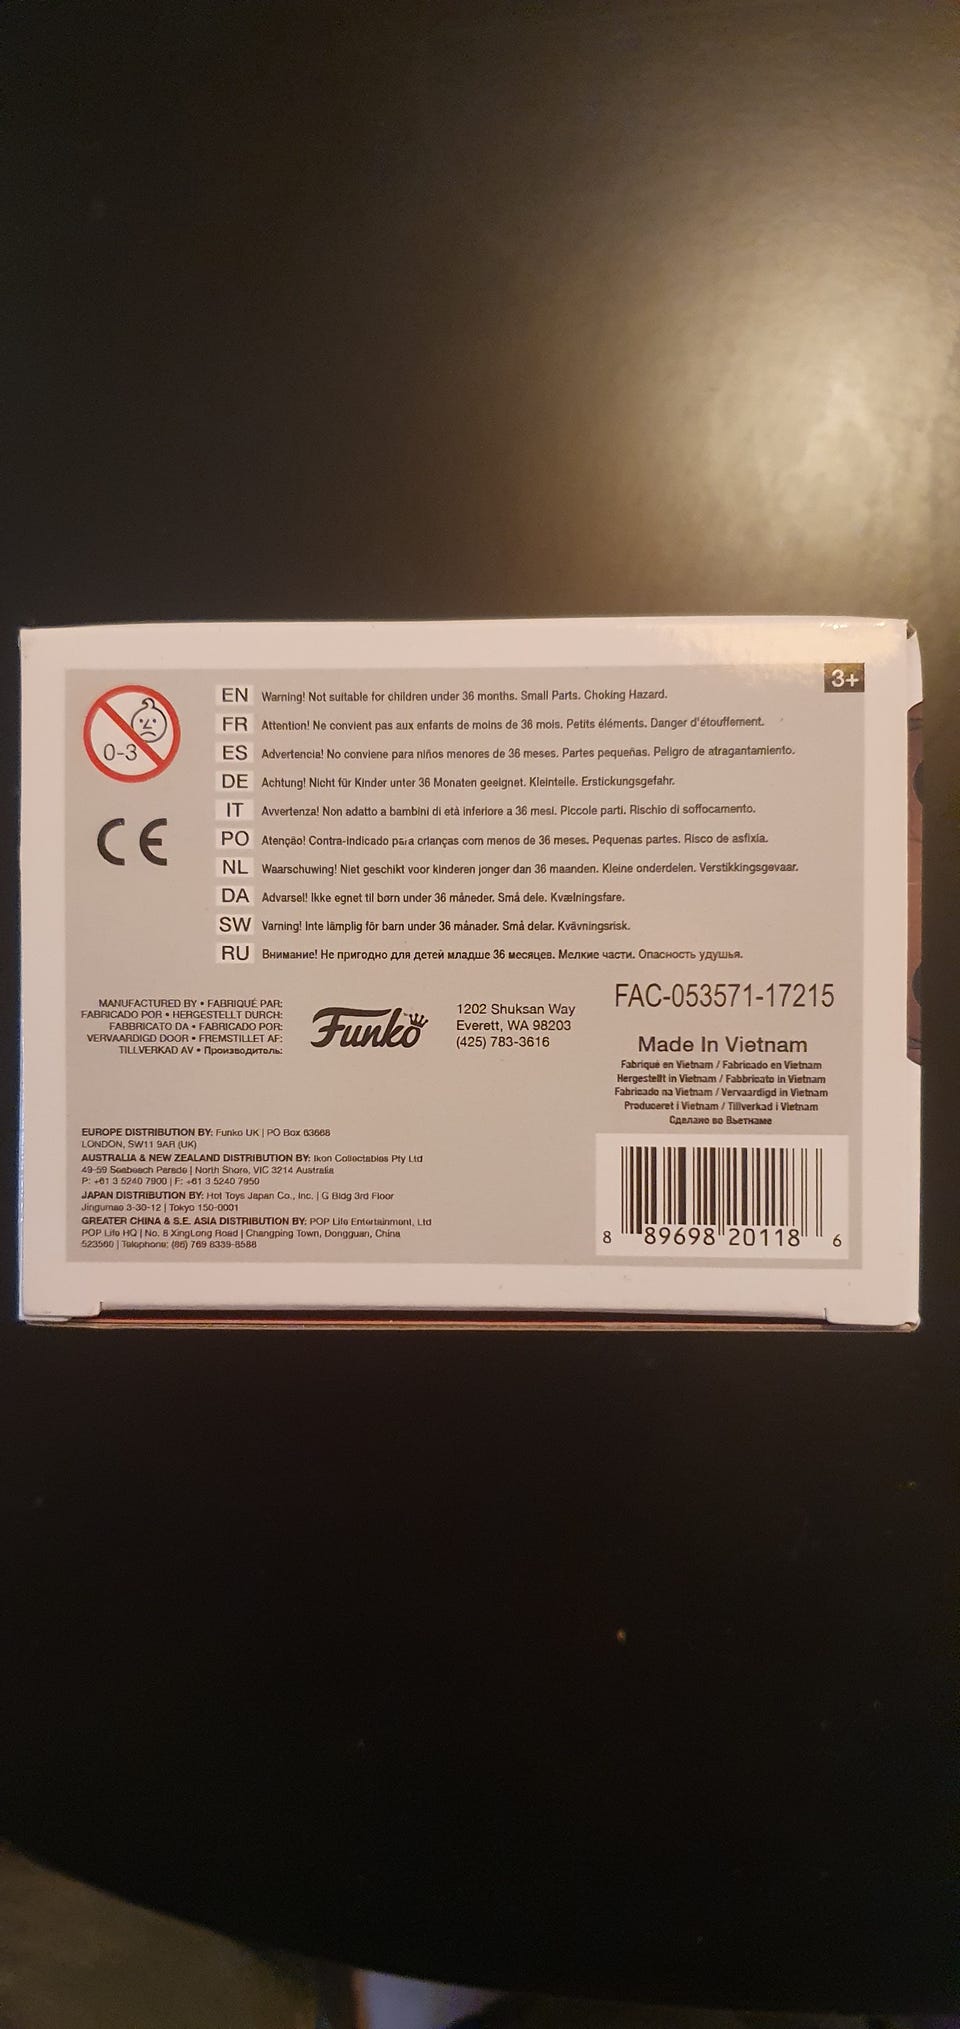 3+
0-3
CE
EN Warning! Not suitable for children under 36 months. Small Parts. Choking Hazard.
FR Attention! Ne convient pas aux enfants de moins de 36 mois. Petits éléments. Danger d'étouffement.
ES Advertencia! No conviene para niños menores de 36 meses. Partes pequeñas. Peligro de atragantamiento.
DE Achtung! Nicht für Kinder unter 36 Monaten geeignet. Kleinteile. Erstickungsgefahr.
IT Avvertenza! Non adatto a bambini di età inferiore a 36 mesi. Piccole parti. Rischio di soffocamento.
PO Atenção! Contra-indicado para crianças com menos de 36 meses. Pequenas partes. Risco de asfixia.
NL Waarschuwing! Niet geschikt voor kinderen jonger dan 36 maanden. Kleine onderdelen. Verstikkingsgevaar.
DA Advarsel! Ikke egnet til børn under 36 måneder. Små dele. Kvælningsfare.
SW Varning! Inte lämplig för barn under 36 månader. Små delar. Kvävningsrisk.
RU Внимание! Не пригодно для детей младше 36 месяцев. Мелкие части. Опасность удушья.
MANUFACTURED BY • FABRIQUÉ PAR:
FABRICADO POR • HERGESTELLT DURCH:
FABBRICATO DA • FABRICADO POR:
VERVAARDIGD DOOR • FREMSTILLET AF:
TILLVERKAD AV • Производитель:
Funko
1202 Shuksan Way
Everett, WA 98203
(425) 783-3616
FAC-053571-17215
Made In Vietnam
Fabriqué en Vietnam / Fabricado en Vietnam
Hergestellt in Vietnam / Fabbricato in Vietnam
Fabricado na Vietnam / Vervaardigd in Vietnam
Produceret i Vietnam / Tillverkad i Vietnam
Сделано во Вьетнаме
EUROPE DISTRIBUTION BY: Funko UK | PO Box 63668
LONDON, SW11 9AR (UK)
AUSTRALIA & NEW ZEALAND DISTRIBUTION BY: Ikon Collectables Pty Ltd
49-59 Seabeach Parade | North Shore, VIC 3214 Australia
P: +61 3 5240 7900 | F: +61 3 5240 7950
JAPAN DISTRIBUTION BY: Hot Toys Japan Co., Inc. | G Bldg 3rd Floor
Jingumae 3-30-12 | Tokyo 150-0001
GREATER CHINA & S.E. ASIA DISTRIBUTION BY: POP Life Entertainment, Ltd
POP Life HQ | No. 8 XingLong Road | Changping Town, Dongguan, China
523560 | Telephone: (86) 769 8339-8588
8 89698 20118 6